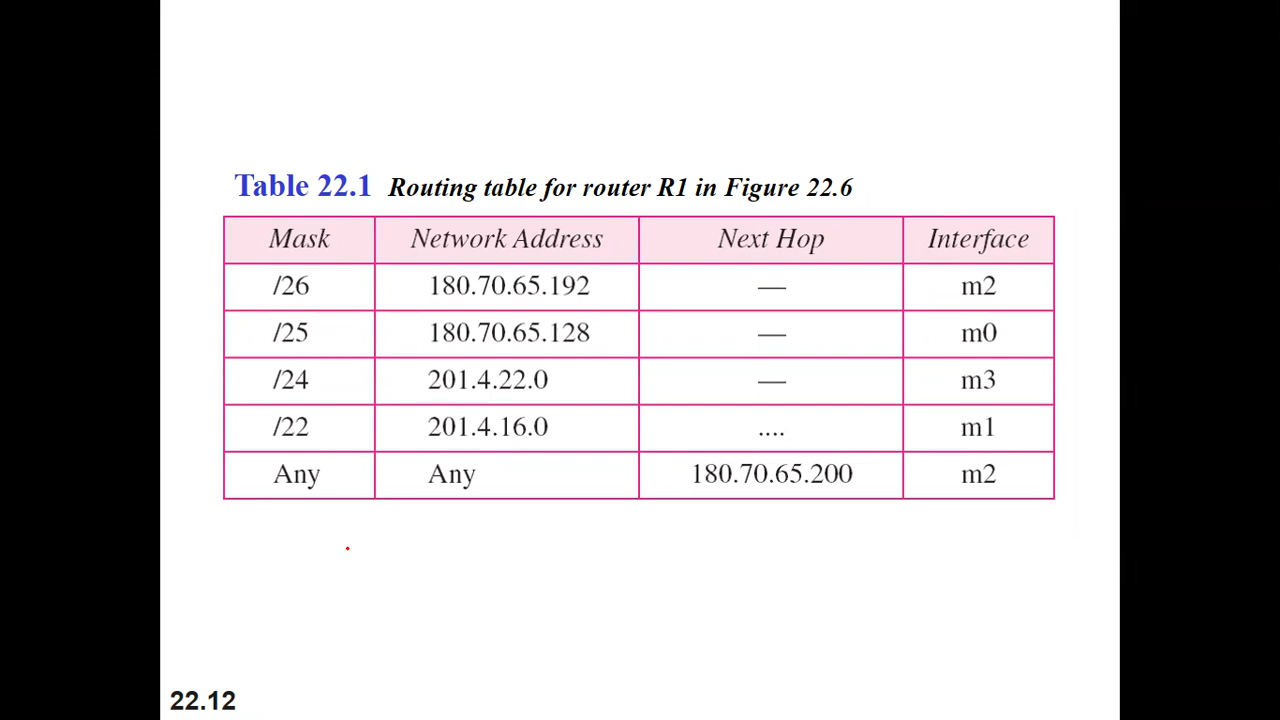 Table 22.1 Routing table for router R1 in Figure 22.6
Mask Network Address Next Hop Interface
/26 180.70.65.192 — m2
/25 180.70.65.128 — m0
/24 201.4.22.0 — m3
/22 201.4.16.0 .... m1
Any Any 180.70.65.200 m2
22.12